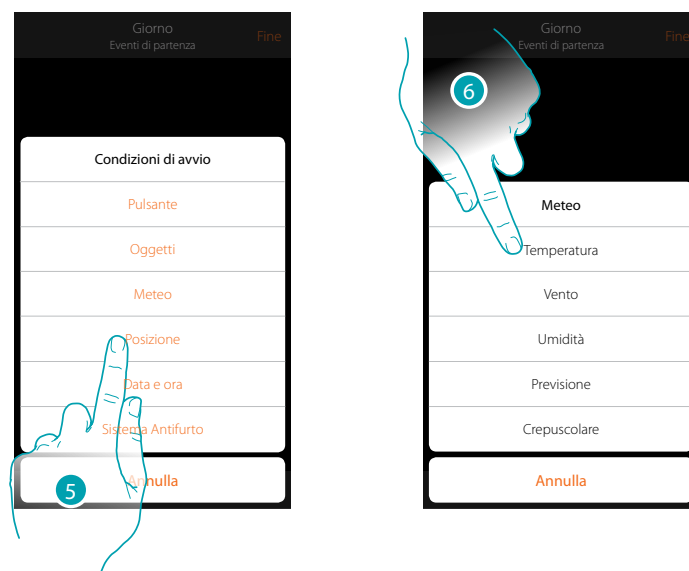 Giorno
Eventi di partenza
Fine
Condizioni di avvio
Pulsante
Oggetti
Meteo
Posizione
Data e ora
Sistema Antifurto
Annulla
5
Giorno
Eventi di partenza
Fine
6
Meteo
Temperatura
Vento
Umidità
Previsione
Crepuscolare
Annulla